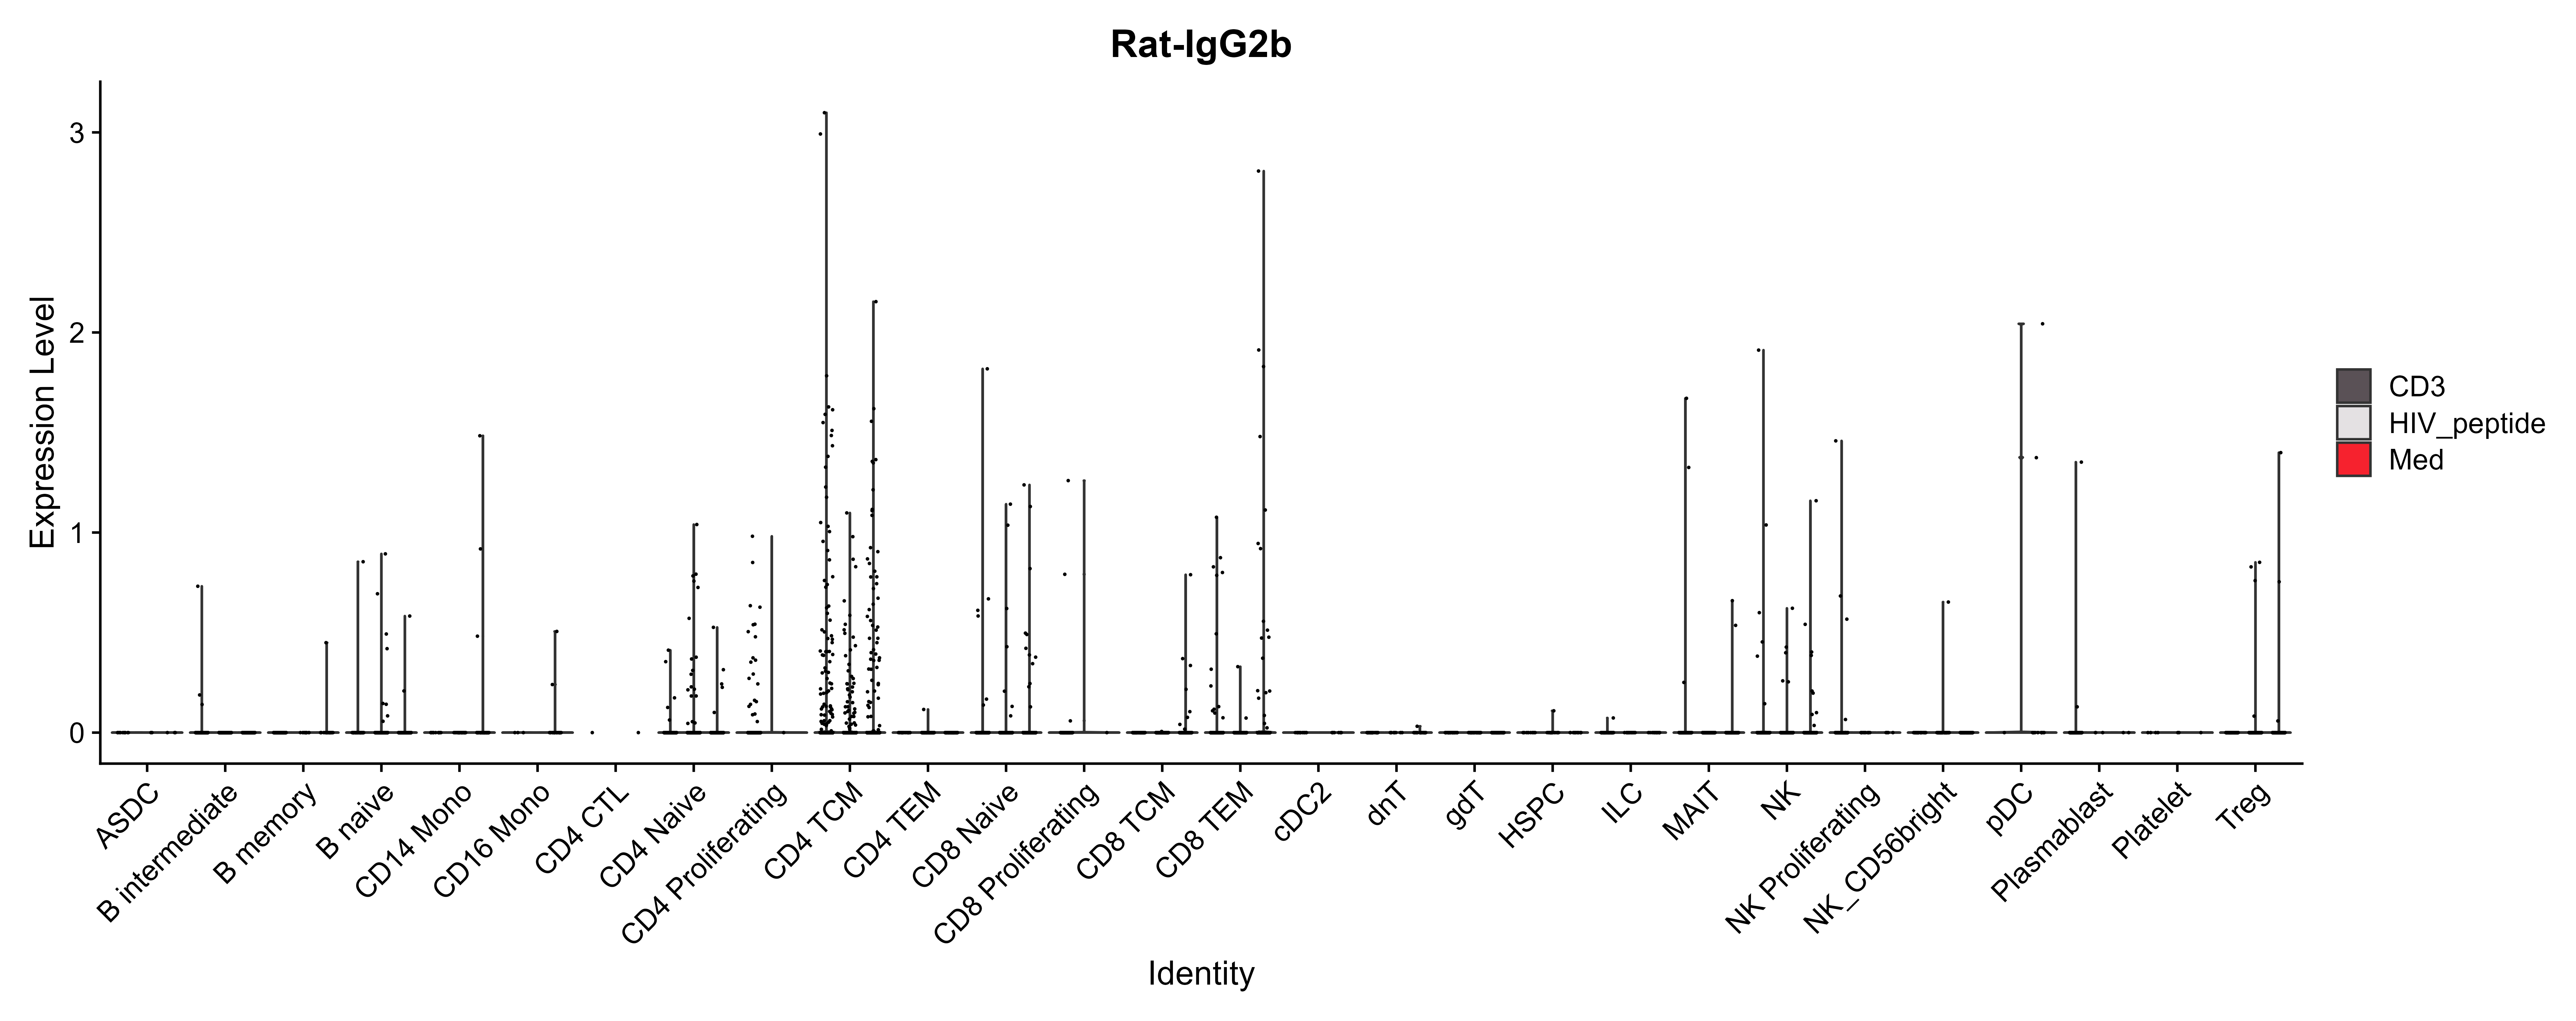 Rat-IgG2b
Expression Level
3
2
1
0
ASDC
B intermediate
B memory
B naive
CD14 Mono
CD16 Mono
CD4 CTL
CD4 Naive
CD4 Proliferating
CD4 TCM
CD4 TEM
CD8 Naive
CD8 Proliferating
CD8 TCM
CD8 TEM
cDC2
dnT
gdT
HSPC
ILC
MAIT
NK
NK Proliferating
NK_CD56bright
pDC
Plasmablast
Platelet
Treg
Identity
CD3
HIV_peptide
Med